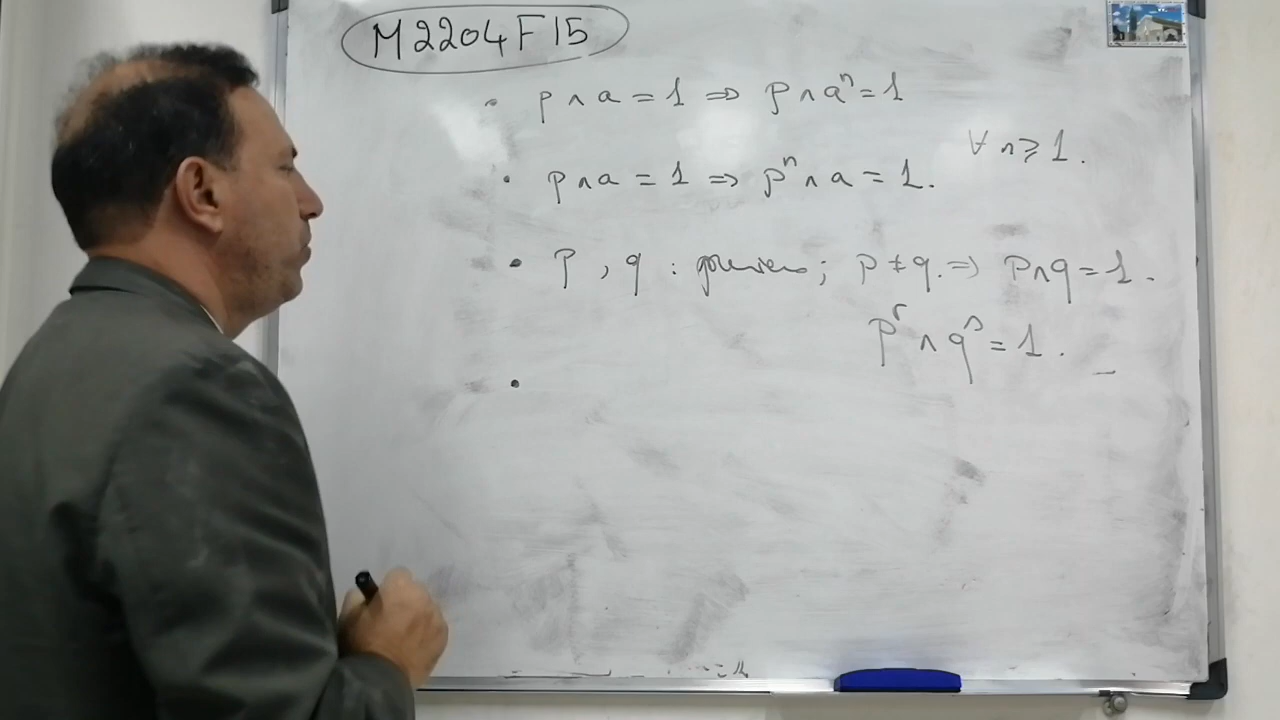 M2204F15
• p ∧ a = 1 ⇒ p ∧ aⁿ = 1
∀ n ⩾ 1.
• p ∧ a = 1 ⇒ pⁿ ∧ a = 1.
• p , q : premiers ; p ≠ q. ⇒ p ∧ q = 1.
pʳ ∧ qˢ = 1.
•